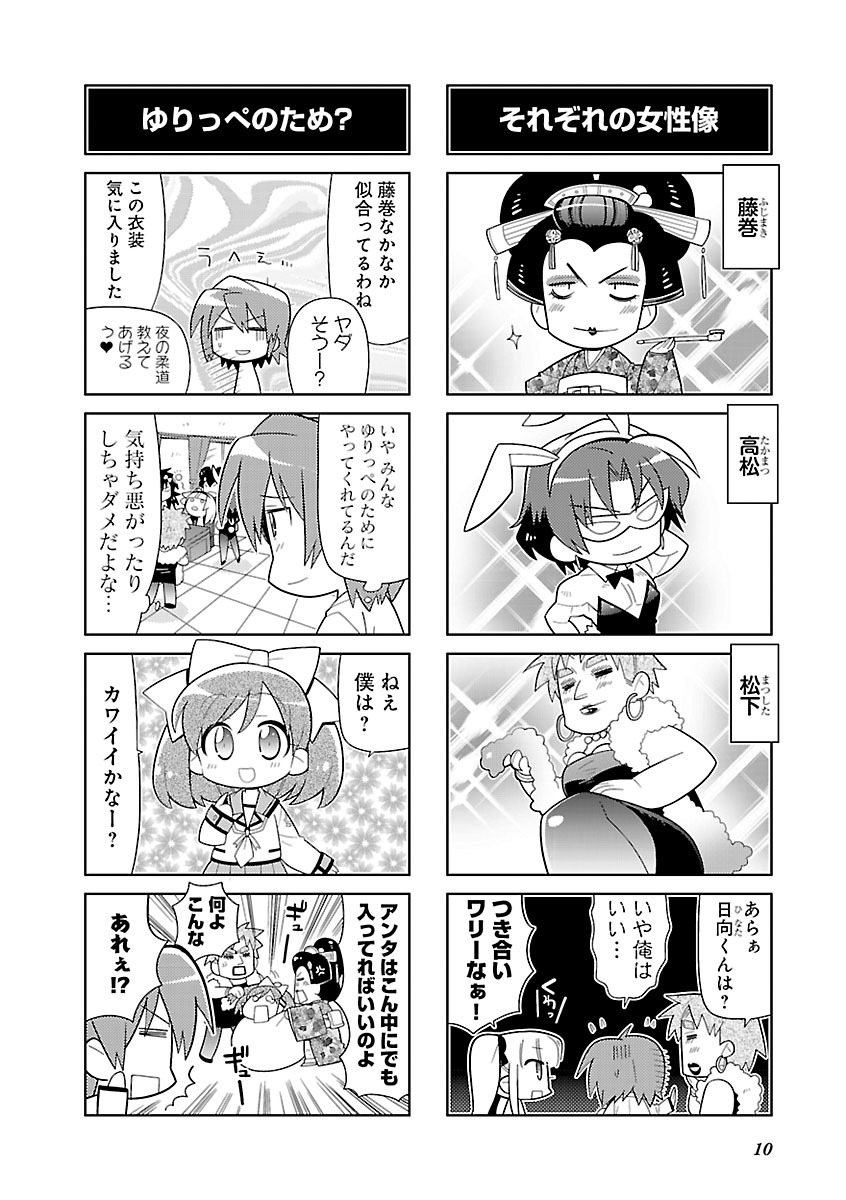 それぞれの女性像
藤巻
ふじまき
高松
たかまつ
松下
まつした
あらぁ
日向くんは?
ひなた
いや俺は
いい…
くわっ
つき合い
ワリーなぁ!
ゆりっぺのため?
藤巻なかなか
似合ってるわね
ヤダ
そうー?
うへぇ…
この衣装
気に入りました
夜の柔道
教えて
あげる
う♥
いや みんな
ゆりっぺのために
やってくれてるんだ
気持ち悪がったり
しちゃダメだよな…
ねぇ
僕は?
カワイイかなー?
アンタはこん中にでも
入ってればいいのよ
ギュー
ギュー
何よ
こんな
あれぇ!?
10